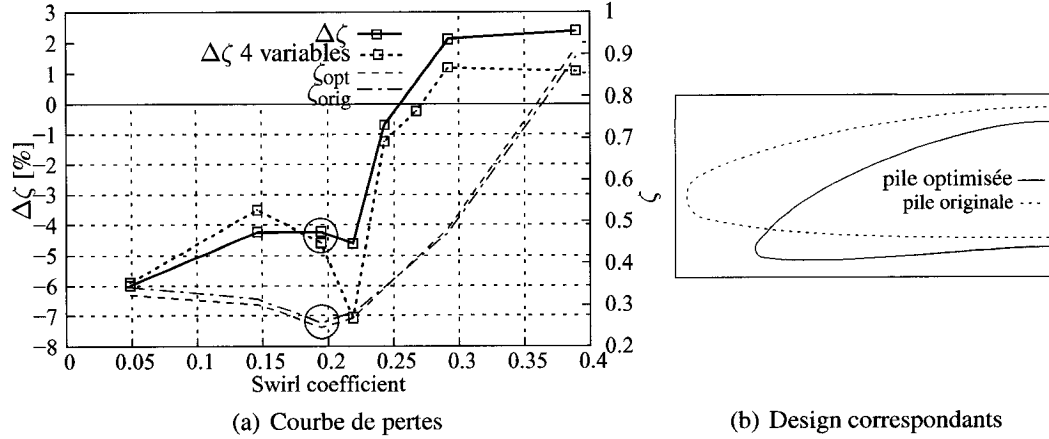 Δζ [%]
3
2
1
0
−1
−2
−3
−4
−5
−6
−7
−8
Δζ
Δζ 4 variables
ζopt
ζorig
1
0.9
0.8
0.7
0.6
0.5
0.4
0.3
0.2
ζ
0 0.05 0.1 0.15 0.2 0.25 0.3 0.35 0.4
Swirl coefficient
(a) Courbe de pertes
pile optimisée
pile originale
(b) Design correspondants